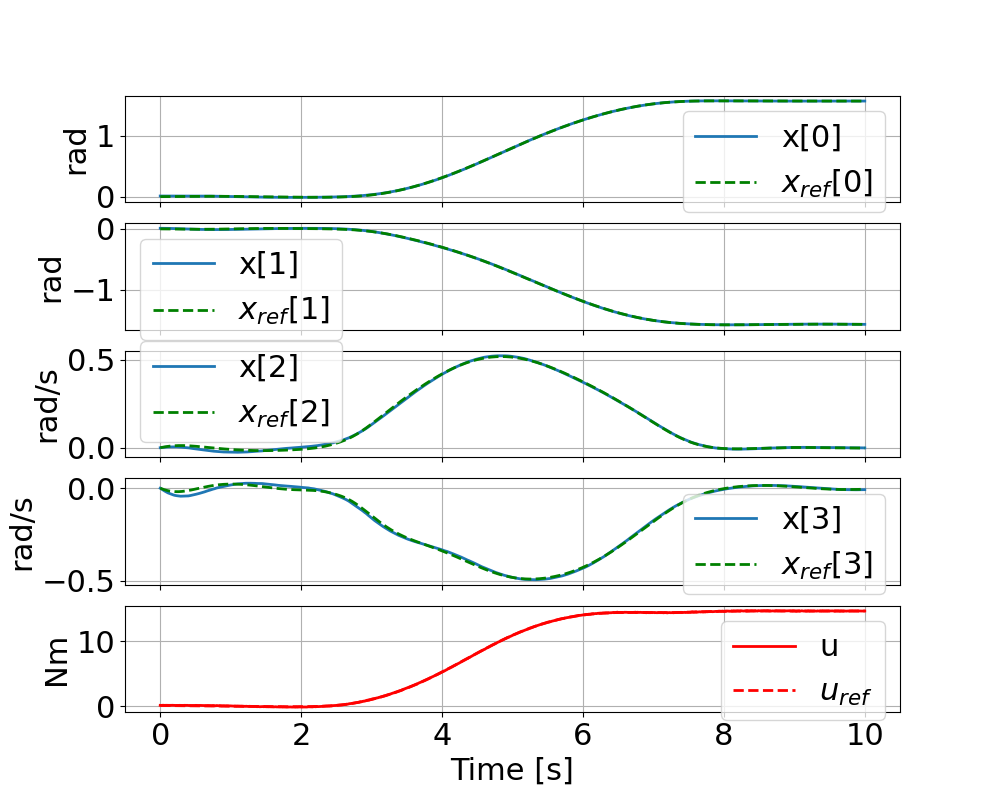 rad
1
0
x[0]
x_ref[0]
rad
0
−1
x[1]
x_ref[1]
rad/s
0.5
0.0
x[2]
x_ref[2]
rad/s
0.0
−0.5
x[3]
x_ref[3]
Nm
10
0
u
u_ref
0 2 4 6 8 10
Time [s]